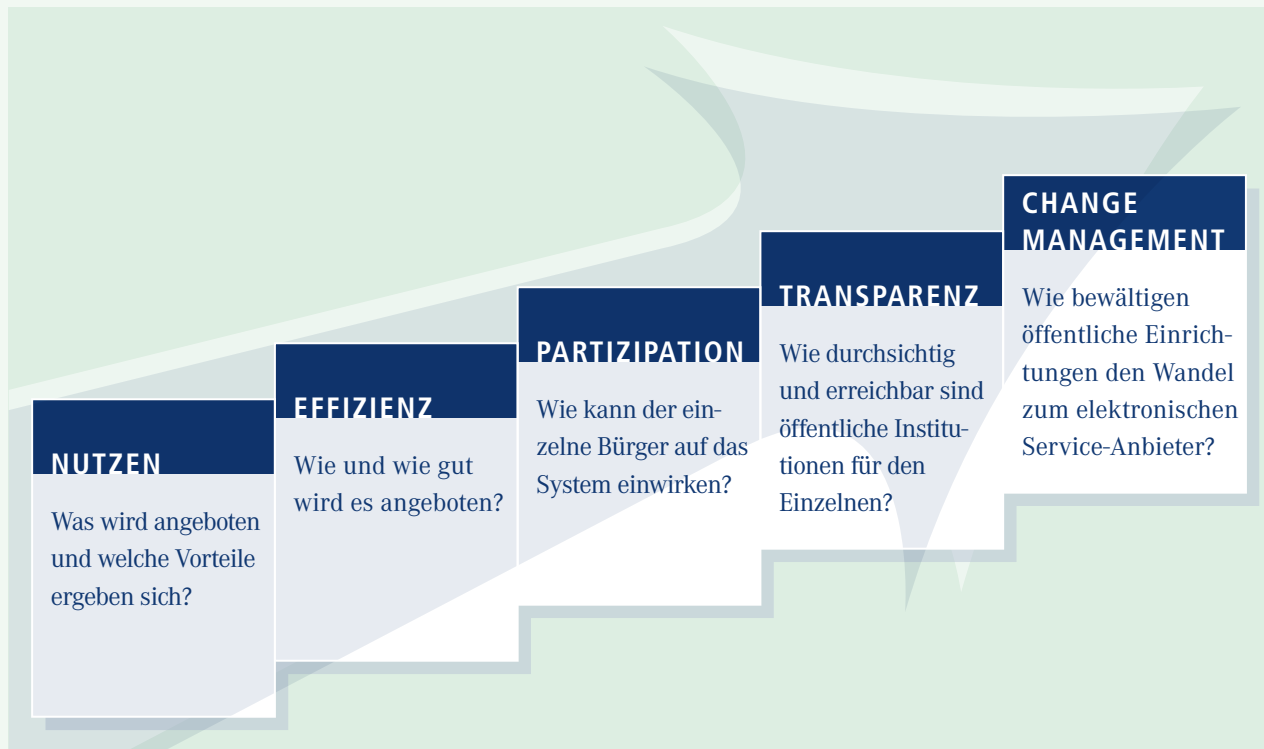 NUTZEN
Was wird angeboten
und welche Vorteile
ergeben sich?
EFFIZIENZ
Wie und wie gut
wird es angeboten?
PARTIZIPATION
Wie kann der ein-
zelne Bürger auf das
System einwirken?
TRANSPARENZ
Wie durchsichtig
und erreichbar sind
öffentliche Institu-
tionen für den
Einzelnen?
CHANGE
MANAGEMENT
Wie bewältigen
öffentliche Einrich-
tungen den Wandel
zum elektronischen
Service-Anbieter?